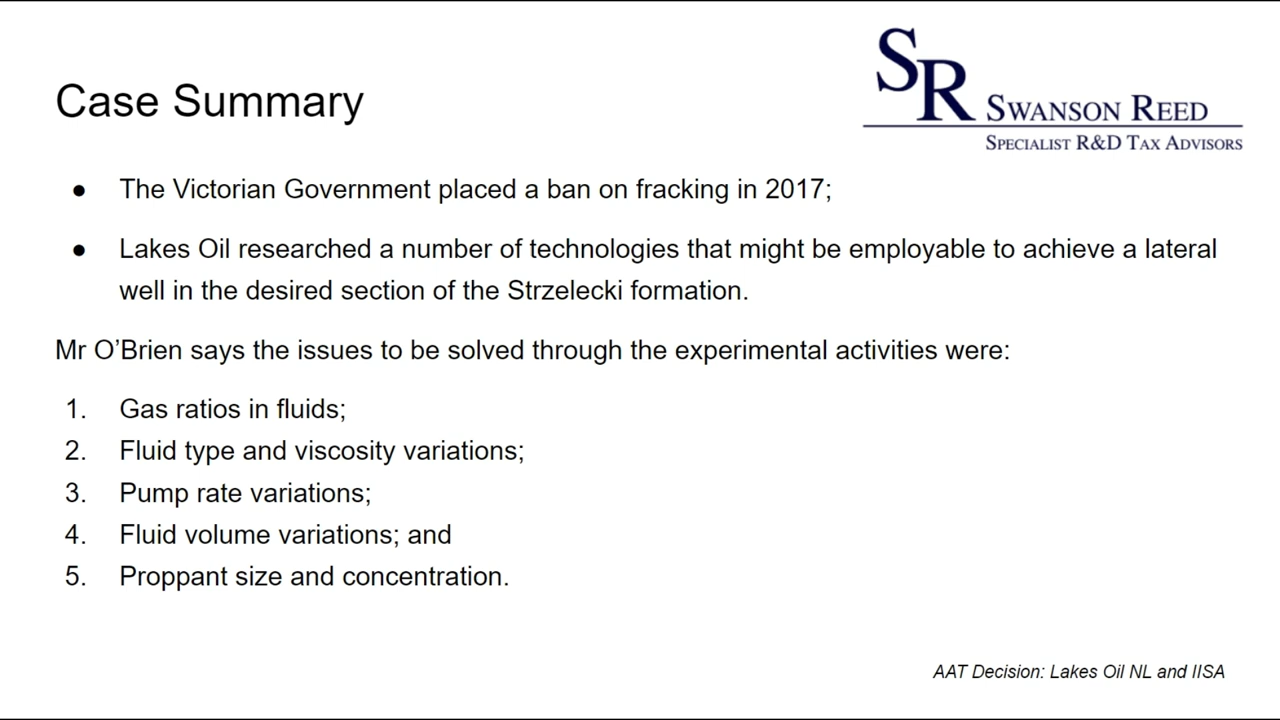 SR SWANSON REED
SPECIALIST R&D TAX ADVISORS
Case Summary
● The Victorian Government placed a ban on fracking in 2017;
● Lakes Oil researched a number of technologies that might be employable to achieve a lateral
well in the desired section of the Strzelecki formation.
Mr O’Brien says the issues to be solved through the experimental activities were:
1. Gas ratios in fluids;
2. Fluid type and viscosity variations;
3. Pump rate variations;
4. Fluid volume variations; and
5. Proppant size and concentration.
AAT Decision: Lakes Oil NL and IISA